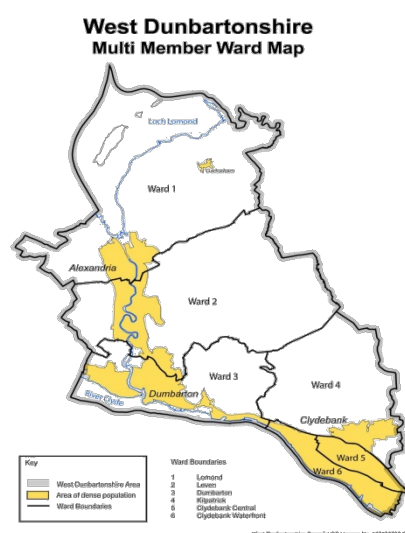 West Dunbartonshire
Multi Member Ward Map
Loch Lomond
Ward 1
Alexandria
Ward 2
Ward 3
Dumbarton
River Clyde
Ward 4
Clydebank
Ward 5
Ward 6
Key
West Dunbartonshire Area
Area of dense population
Ward Boundaries
Ward Boundaries
1 Lomond
2 Leven
3 Dumbarton
4 Kilpatrick
5 Clydebank Central
6 Clydebank Waterfront